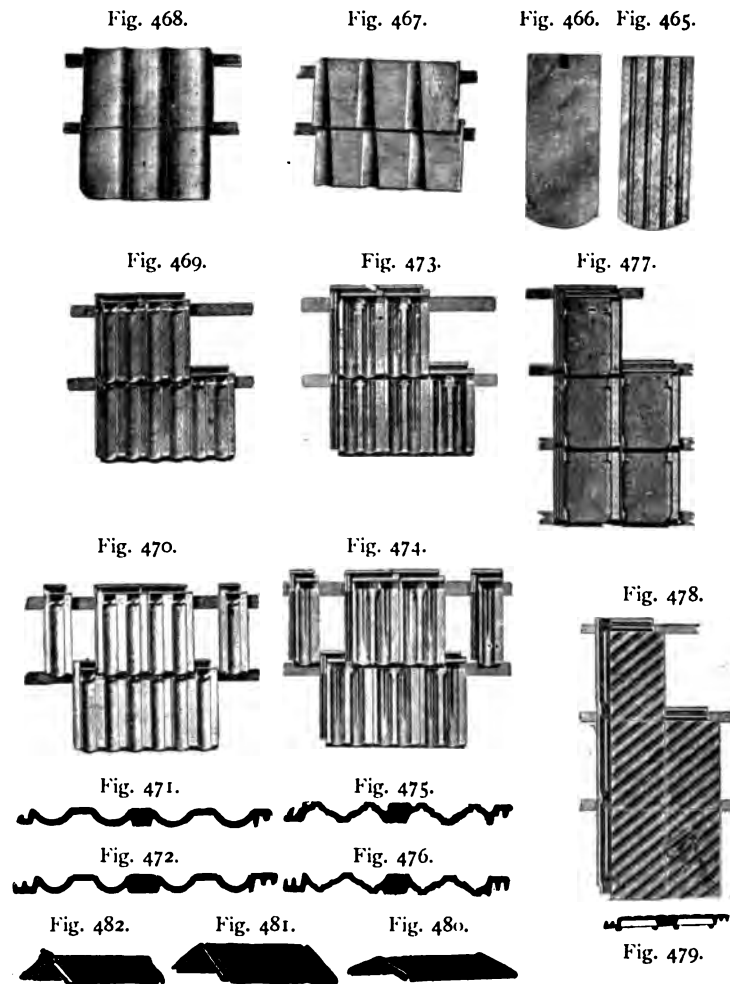 Fig. 468. Fig. 467. Fig. 466. Fig. 465.
Fig. 469. Fig. 473. Fig. 477.
Fig. 470. Fig. 474.
Fig. 478.
Fig. 471. Fig. 475.
Fig. 472. Fig. 476.
Fig. 482. Fig. 481. Fig. 480.
Fig. 479.